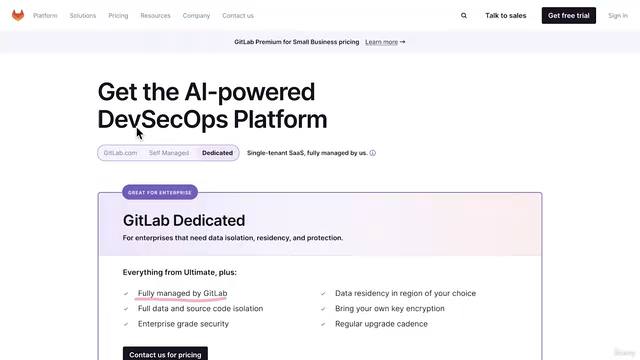 Platform Solutions Pricing Resources Company Contact us Talk to sales Get free trial Sign in
GitLab Premium for Small Business pricing Learn more →
Get the AI-powered
DevSecOps Platform
GitLab.com Self Managed Dedicated Single-tenant SaaS, fully managed by us.
GREAT FOR ENTERPRISE
GitLab Dedicated
For enterprises that need data isolation, residency, and protection.
Everything from Ultimate, plus:
Fully managed by GitLab
Full data and source code isolation
Enterprise grade security
Data residency in region of your choice
Bring your own key encryption
Regular upgrade cadence
Contact us for pricing